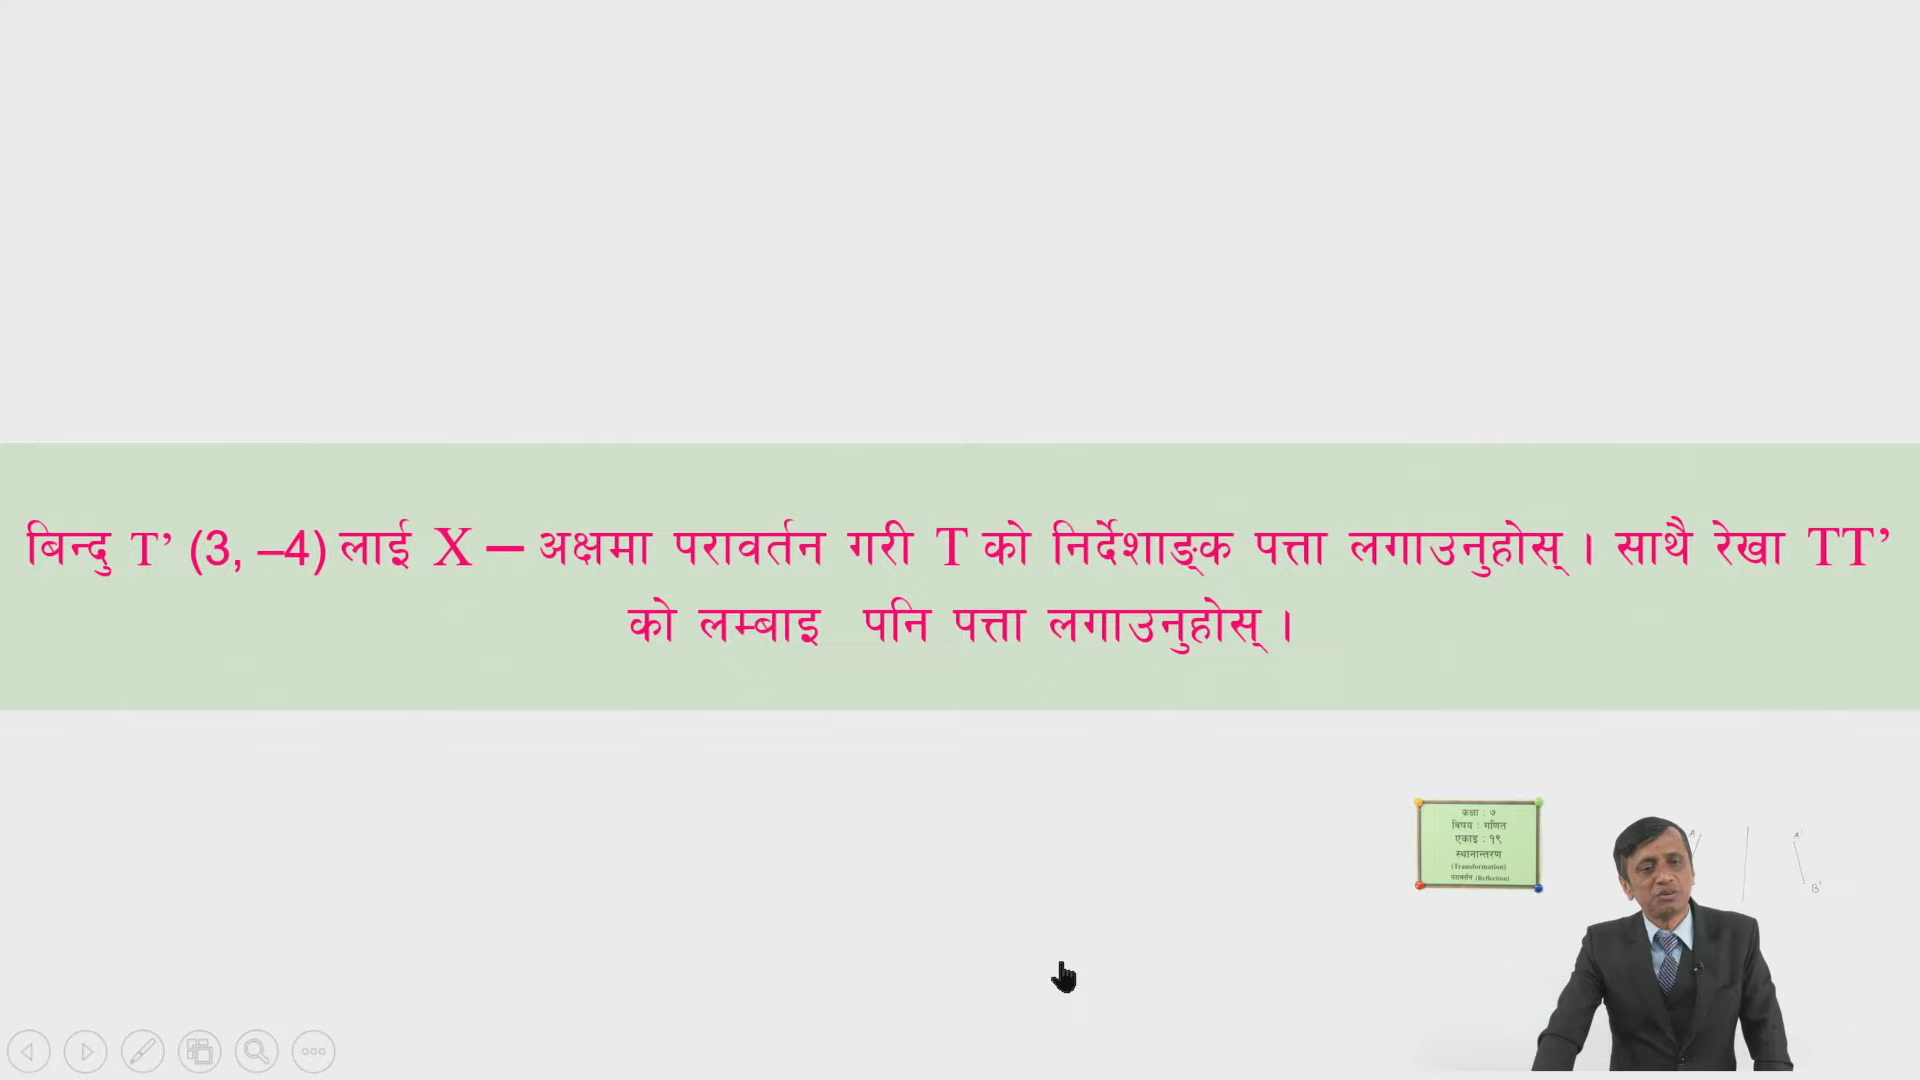 बिन्दु T’ (3, –4) लाई X – अक्षमा परावर्तन गरी T को निर्देशाङ्क पत्ता लगाउनुहोस् । साथै रेखा TT’
को लम्बाइ पनि पत्ता लगाउनुहोस् ।
कक्षा : ७
विषय : गणित
एकाइ : १९
स्थानान्तरण
(Transformation)
परावर्तन (Reflection)
A
A'
B'